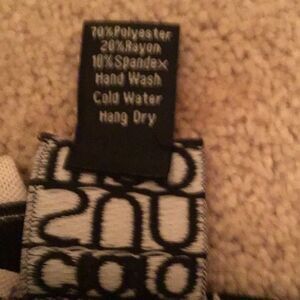 70%Polyester
20%Rayon
10%Spandex
Hand Wash
Cold Water
Hang Dry